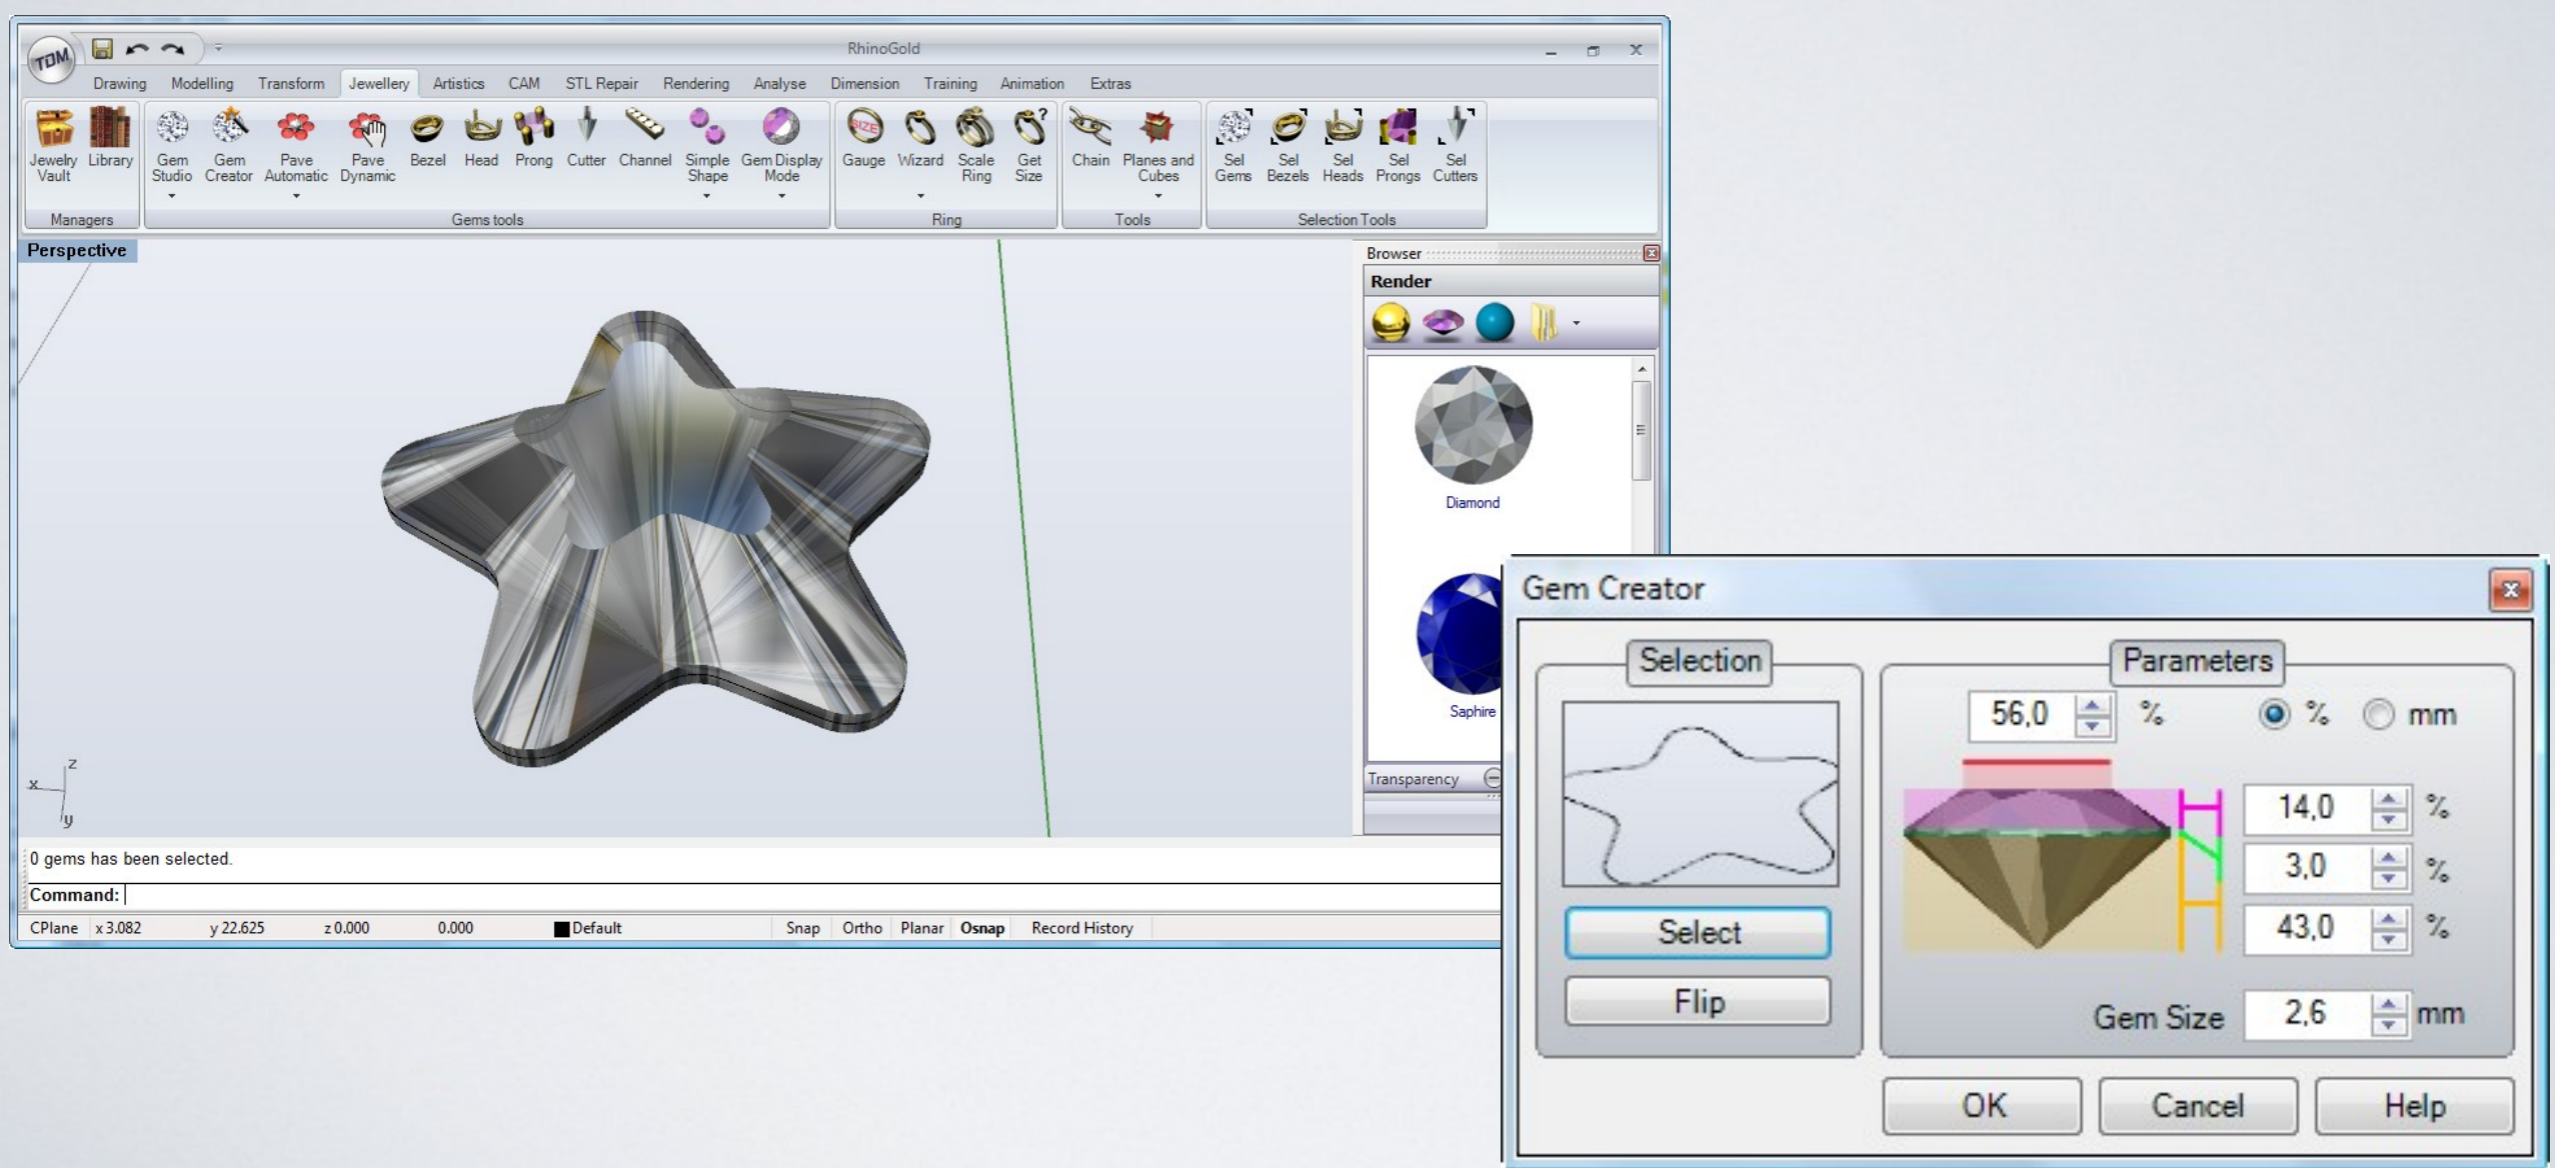 TDM
RhinoGold
Drawing Modelling Transform Jewellery Artistics CAM STL Repair Rendering Analyse Dimension Training Animation Extras
Jewelry Vault
Library
Gem Studio
Gem Creator
Pave Automatic
Pave Dynamic
Bezel
Head
Prong
Cutter
Channel
Simple Shape
Gem Display Mode
SIZE
Gauge
Wizard
Scale Ring
?
Get Size
Chain
Planes and Cubes
Sel Gems
Sel Bezels
Sel Heads
Sel Prongs
Sel Cutters
Managers Gems tools Ring Tools Selection Tools
Perspective
Browser
Render
Diamond
Saphire
Transparency
z
x
y
0 gems has been selected.
Command:
CPlane x 3.082 y 22.625 z 0.000 0.000 Default Snap Ortho Planar Osnap Record History
Gem Creator
Selection
Select
Flip
Parameters
56,0 % % mm
14,0 %
3,0 %
43,0 %
Gem Size 2,6 mm
OK Cancel Help